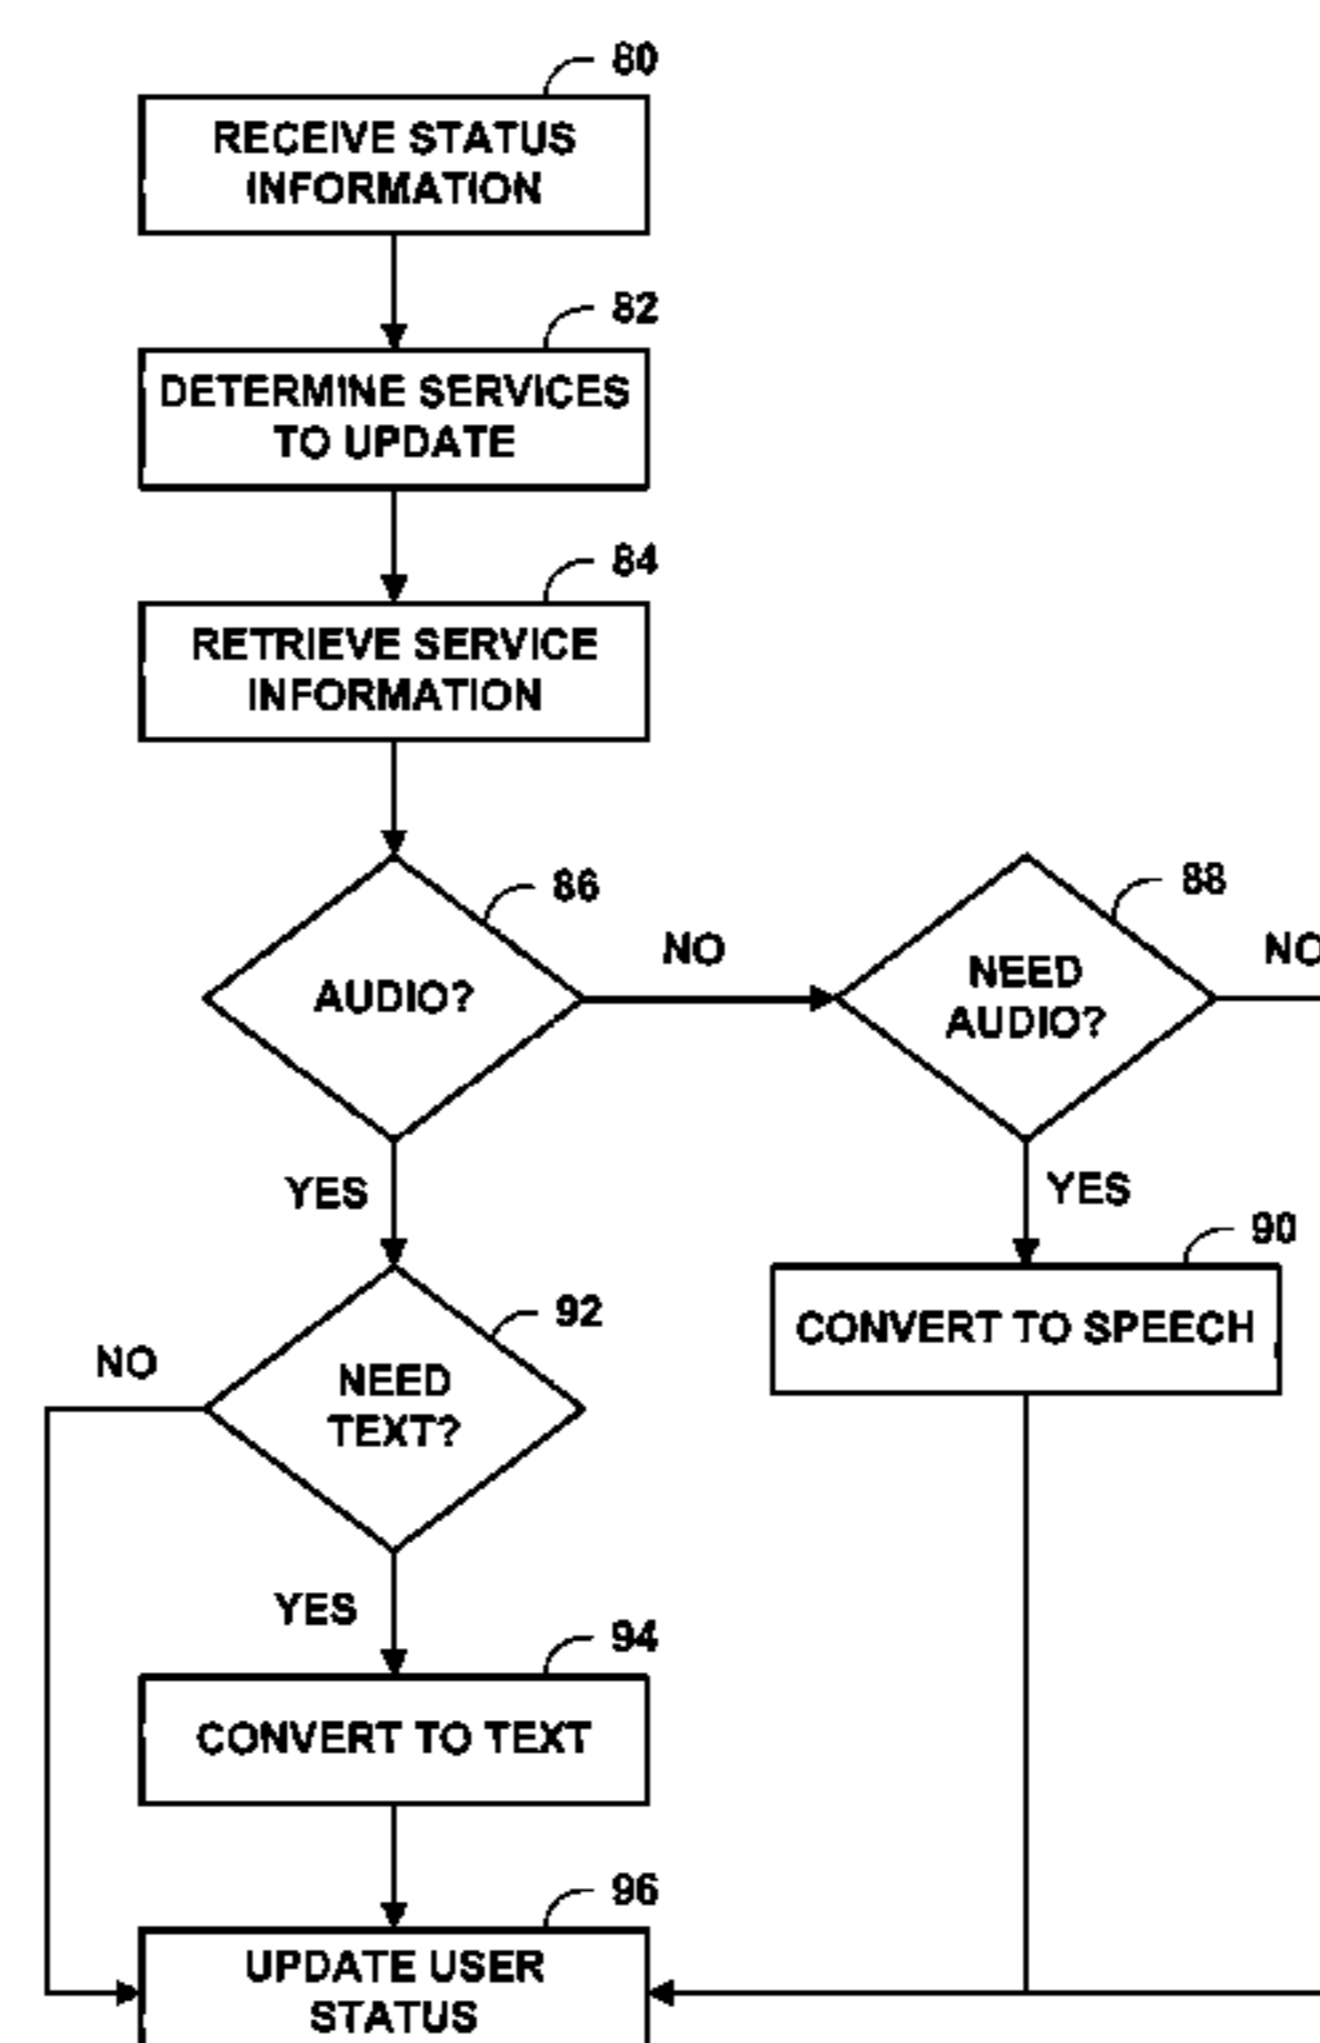 80
RECEIVE STATUS
INFORMATION
82
DETERMINE SERVICES
TO UPDATE
84
RETRIEVE SERVICE
INFORMATION
86
AUDIO?
NO
88
NEED
AUDIO?
NO
YES
YES
90
CONVERT TO SPEECH
92
NEED
TEXT?
NO
YES
94
CONVERT TO TEXT
96
UPDATE USER
STATUS